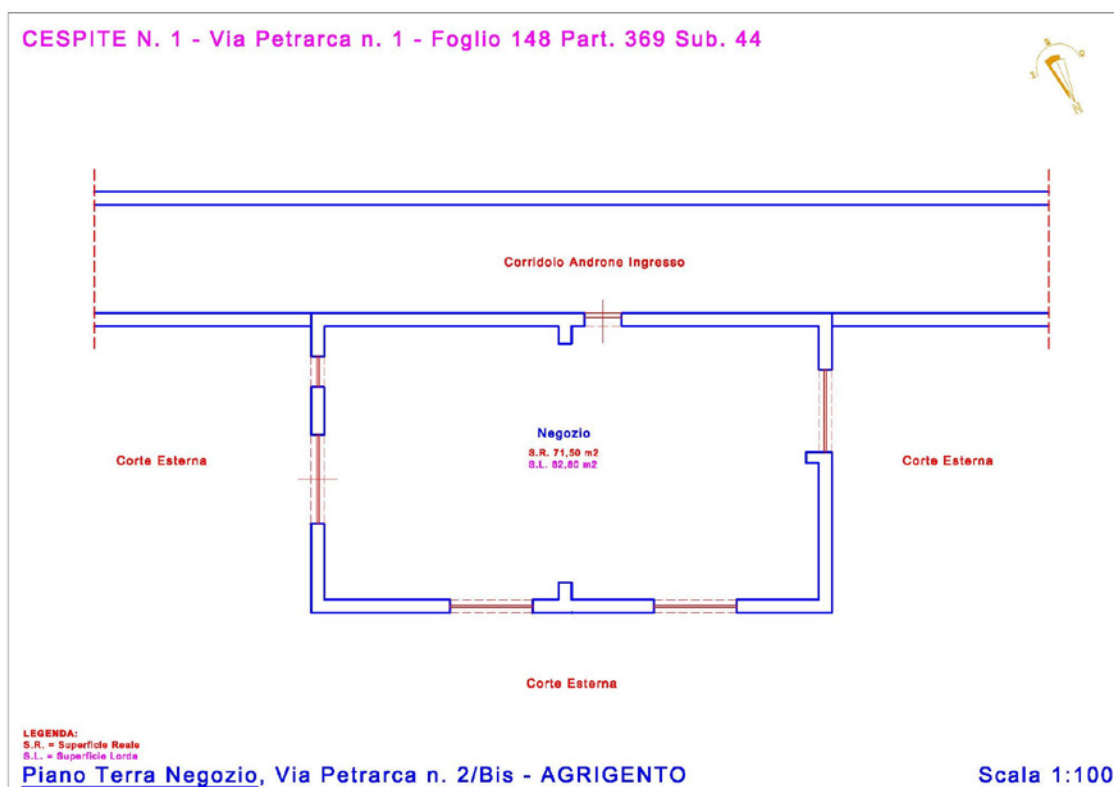 CESPITE N. 1 - Via Petrarca n. 1 - Foglio 148 Part. 369 Sub. 44
Corridoio Androne Ingresso
Negozio
S.R. 71,50 m2
S.L. 82,80 m2
Corte Esterna
Corte Esterna
Corte Esterna
LEGENDA:
S.R. = Superficie Reale
S.L. = Superficie Lorda
Piano Terra Negozio, Via Petrarca n. 2/Bis - AGRIGENTO
Scala 1:100